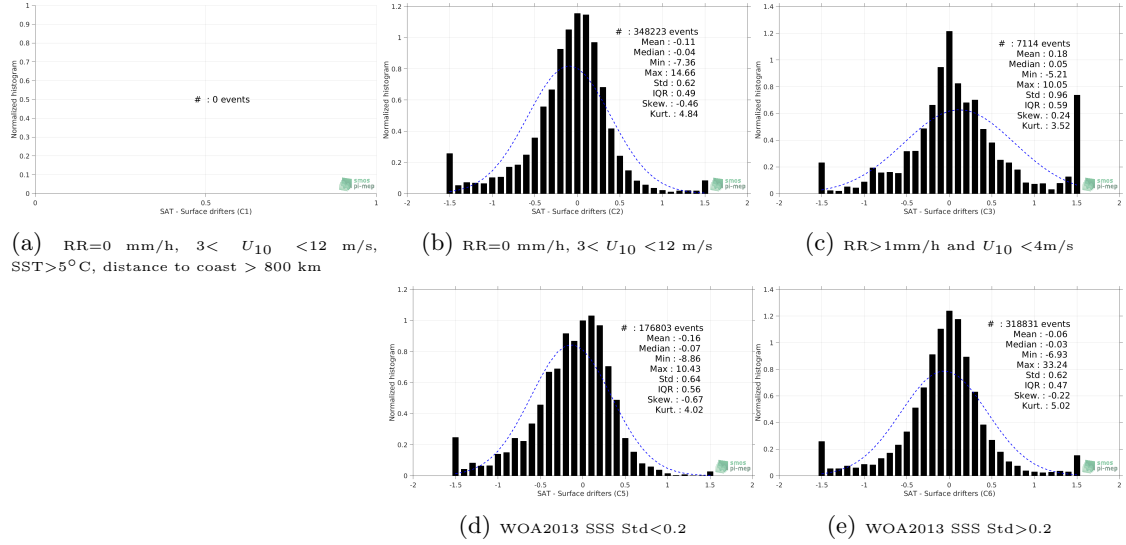 Normalized histogram
1
0.9
0.8
0.7
0.6
0.5
0.4
0.3
0.2
0.1
0
# : 0 events
0 0.5 1
SAT - Surface drifters (C1)
smos
pi-mep
(a) RR=0 mm/h, 3< U10 <12 m/s,
SST>5°C, distance to coast > 800 km
Normalized histogram
1.2
1
0.8
0.6
0.4
0.2
0
# : 348223 events
Mean : -0.11
Median : -0.04
Min : -7.36
Max : 14.66
Std : 0.62
IQR : 0.49
Skew. : -0.46
Kurt. : 4.84
-2 -1.5 -1 -0.5 0 0.5 1 1.5 2
SAT - Surface drifters (C2)
smos
pi-mep
(b) RR=0 mm/h, 3< U10 <12 m/s
Normalized histogram
1.4
1.2
1
0.8
0.6
0.4
0.2
0
# : 7114 events
Mean : 0.18
Median : 0.05
Min : -5.21
Max : 10.05
Std : 0.96
IQR : 0.59
Skew. : 0.24
Kurt. : 3.52
-2 -1.5 -1 -0.5 0 0.5 1 1.5 2
SAT - Surface drifters (C3)
smos
pi-mep
(c) RR>1mm/h and U10 <4m/s
Normalized histogram
1.2
1
0.8
0.6
0.4
0.2
0
# : 176803 events
Mean : -0.16
Median : -0.07
Min : -8.86
Max : 10.43
Std : 0.64
IQR : 0.56
Skew. : -0.67
Kurt. : 4.02
-2 -1.5 -1 -0.5 0 0.5 1 1.5 2
SAT - Surface drifters (C5)
smos
pi-mep
(d) WOA2013 SSS Std<0.2
Normalized histogram
1.4
1.2
1
0.8
0.6
0.4
0.2
0
# : 318831 events
Mean : -0.06
Median : -0.03
Min : -6.93
Max : 33.24
Std : 0.62
IQR : 0.47
Skew. : -0.22
Kurt. : 5.02
-2 -1.5 -1 -0.5 0 0.5 1 1.5 2
SAT - Surface drifters (C6)
smos
pi-mep
(e) WOA2013 SSS Std>0.2